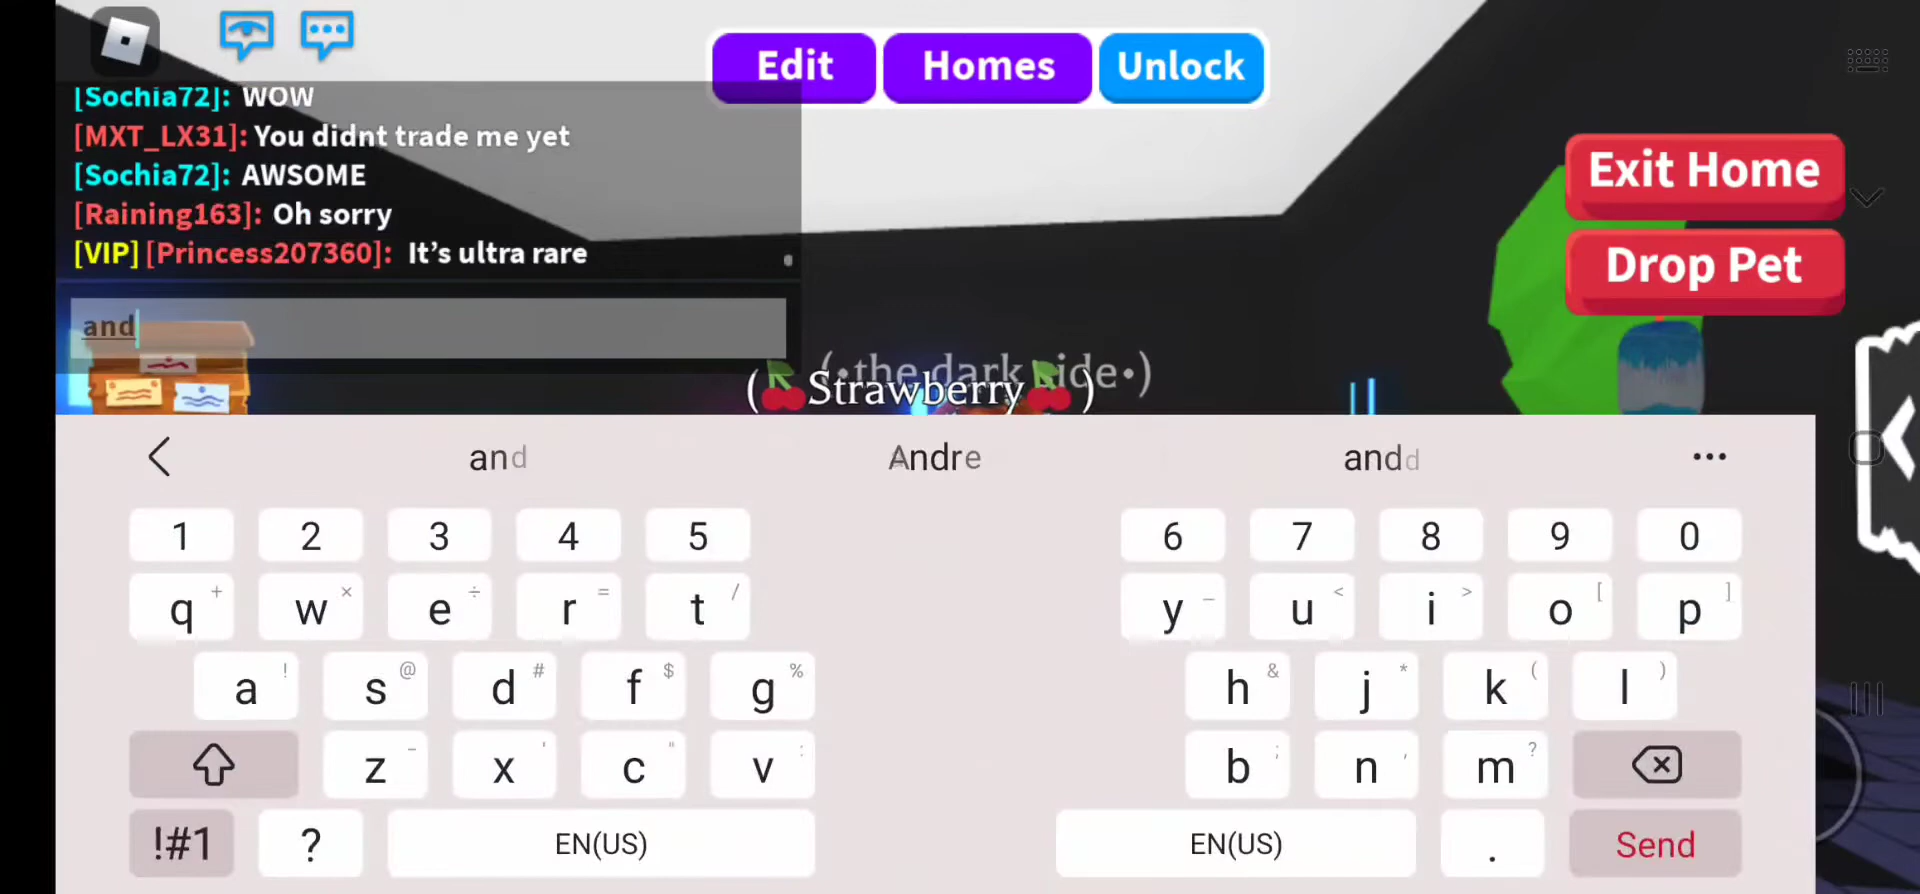 Edit Homes Unlock
[Sochia72]: WOW
[MXT_LX31]: You didnt trade me yet
[Sochia72]: AWSOME
[Raining163]: Oh sorry
[VIP] [Princess207360]: It’s ultra rare
Exit Home
Drop Pet
and
(•the dark side•)
(🍒Strawberry🍒)
and Andre andd ...
1 2 3 4 5 6 7 8 9 0
q + w × e ÷ r = t / y _ u < i > o [ p ]
a ! s @ d # f $ g % h & j * k ( l )
z - x ' c " v : b ; n , m ?
!#1 ? EN(US) EN(US) . Send